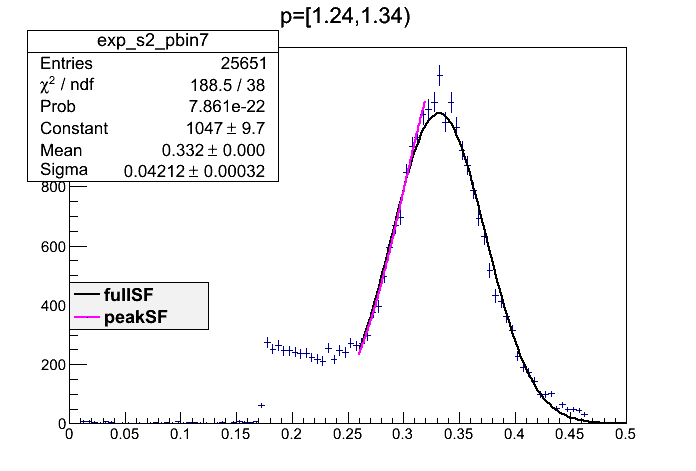 p=[1.24,1.34)
exp_s2_pbin7
Entries 25651
χ² / ndf 188.5 / 38
Prob 7.861e-22
Constant 1047 ± 9.7
Mean 0.332 ± 0.000
Sigma 0.04212 ± 0.00032
800
600
400
200
0
fullSF
peakSF
0 0.05 0.1 0.15 0.2 0.25 0.3 0.35 0.4 0.45 0.5